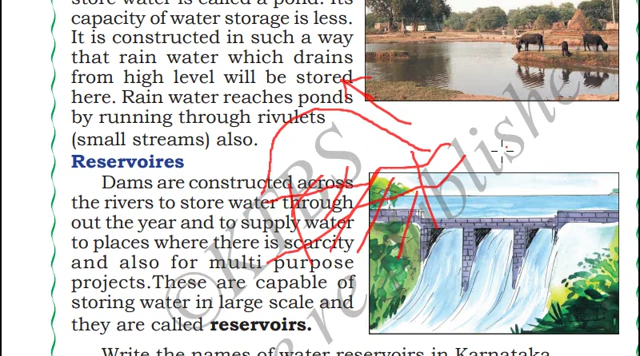 store water is called a pond. Its
capacity of water storage is less.
It is constructed in such a way
that rain water which drains
from high level will be stored
here. Rain water reaches ponds
by running through rivulets
(small streams) also.
Reservoires
Dams are constructed across
the rivers to store water through
out the year and to supply water
to places where there is scarcity
and also for multi purpose
projects.These are capable of
storing water in large scale and
they are called reservoirs.
Write the names of water reservoirs in Karnataka
©KTBS
republishe